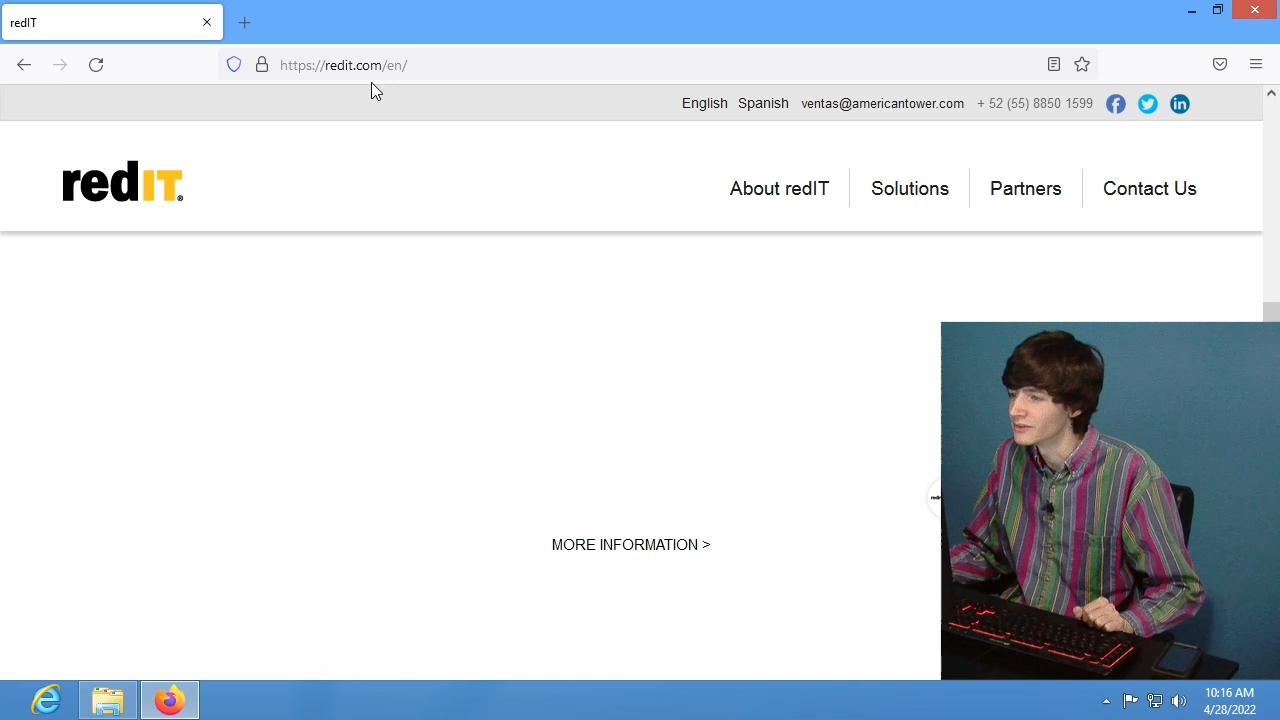 redIT
https://redit.com/en/
English Spanish ventas@americantower.com + 52 (55) 8850 1599
redIT®
About redIT Solutions Partners Contact Us
MORE INFORMATION >
10:16 AM
4/28/2022